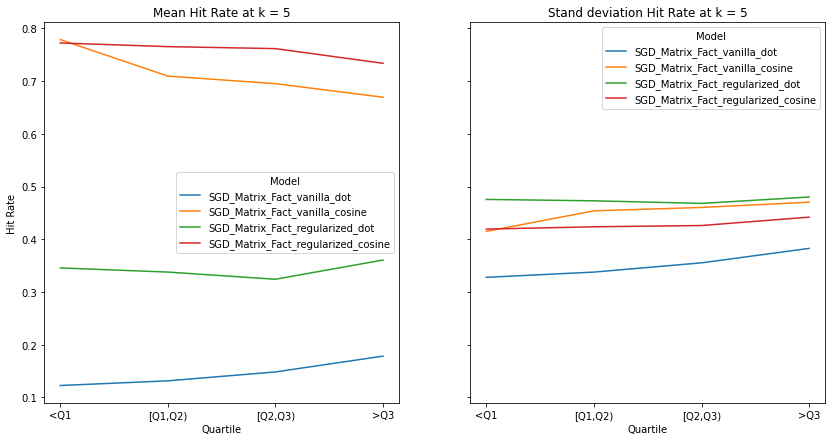 Mean Hit Rate at k = 5
Hit Rate
0.8
0.7
0.6
0.5
0.4
0.3
0.2
0.1
Model
SGD_Matrix_Fact_vanilla_dot
SGD_Matrix_Fact_vanilla_cosine
SGD_Matrix_Fact_regularized_dot
SGD_Matrix_Fact_regularized_cosine
<Q1 [Q1,Q2) [Q2,Q3) >Q3
Quartile
Stand deviation Hit Rate at k = 5
Model
SGD_Matrix_Fact_vanilla_dot
SGD_Matrix_Fact_vanilla_cosine
SGD_Matrix_Fact_regularized_dot
SGD_Matrix_Fact_regularized_cosine
<Q1 [Q1,Q2) [Q2,Q3) >Q3
Quartile